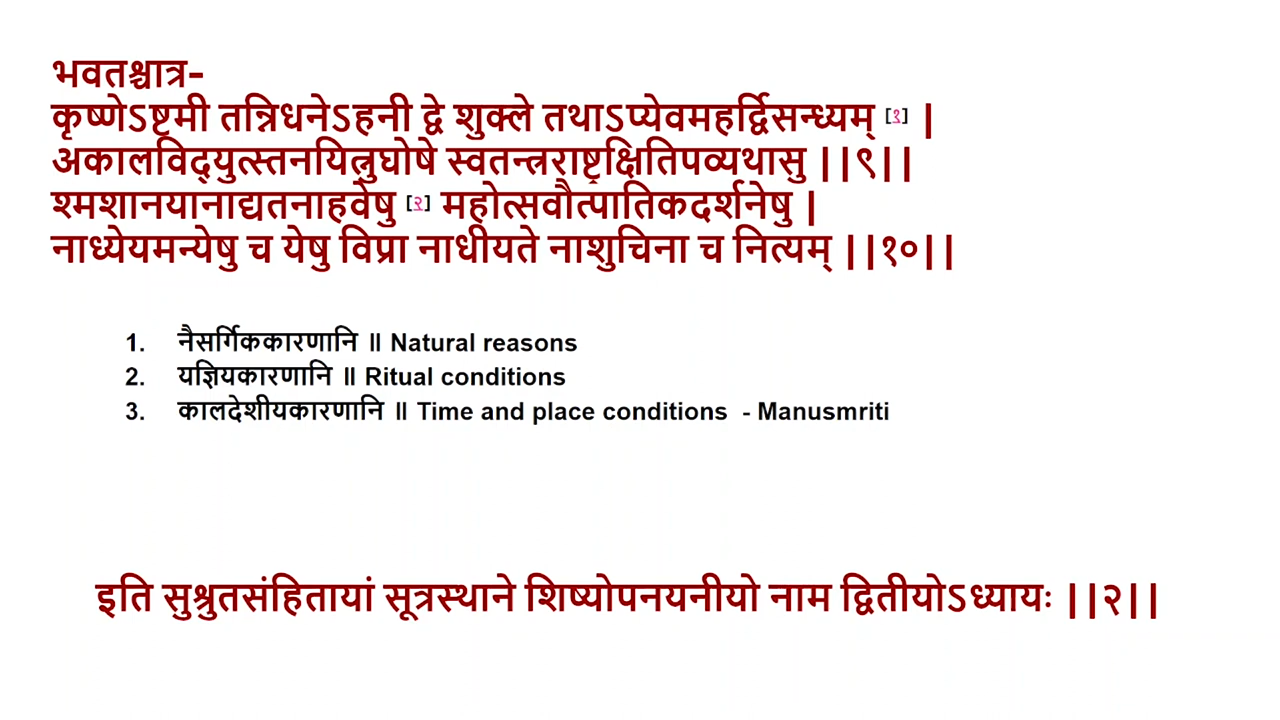 भवतश्चात्र-
कृष्णेऽष्टमी तन्निधनेऽहनी द्वे शुक्ले तथाऽप्येवमहर्द्विसन्ध्यम् [१] |
अकालविद्युत्स्तनयित्नुघोषे स्वतन्त्रराष्ट्रक्षितिपव्यथासु ||९||
श्मशानयानाद्यतनाहवेषु [२] महोत्सवौत्पातिकदर्शनेषु |
नाध्येयमन्येषु च येषु विप्रा नाधीयते नाशुचिना च नित्यम् ||१०||
1. नैसर्गिककारणानि ॥ Natural reasons
2. यज्ञियकारणानि ॥ Ritual conditions
3. कालदेशीयकारणानि ॥ Time and place conditions - Manusmriti
इति सुश्रुतसंहितायां सूत्रस्थाने शिष्योपनयनीयो नाम द्वितीयोऽध्यायः ||२||